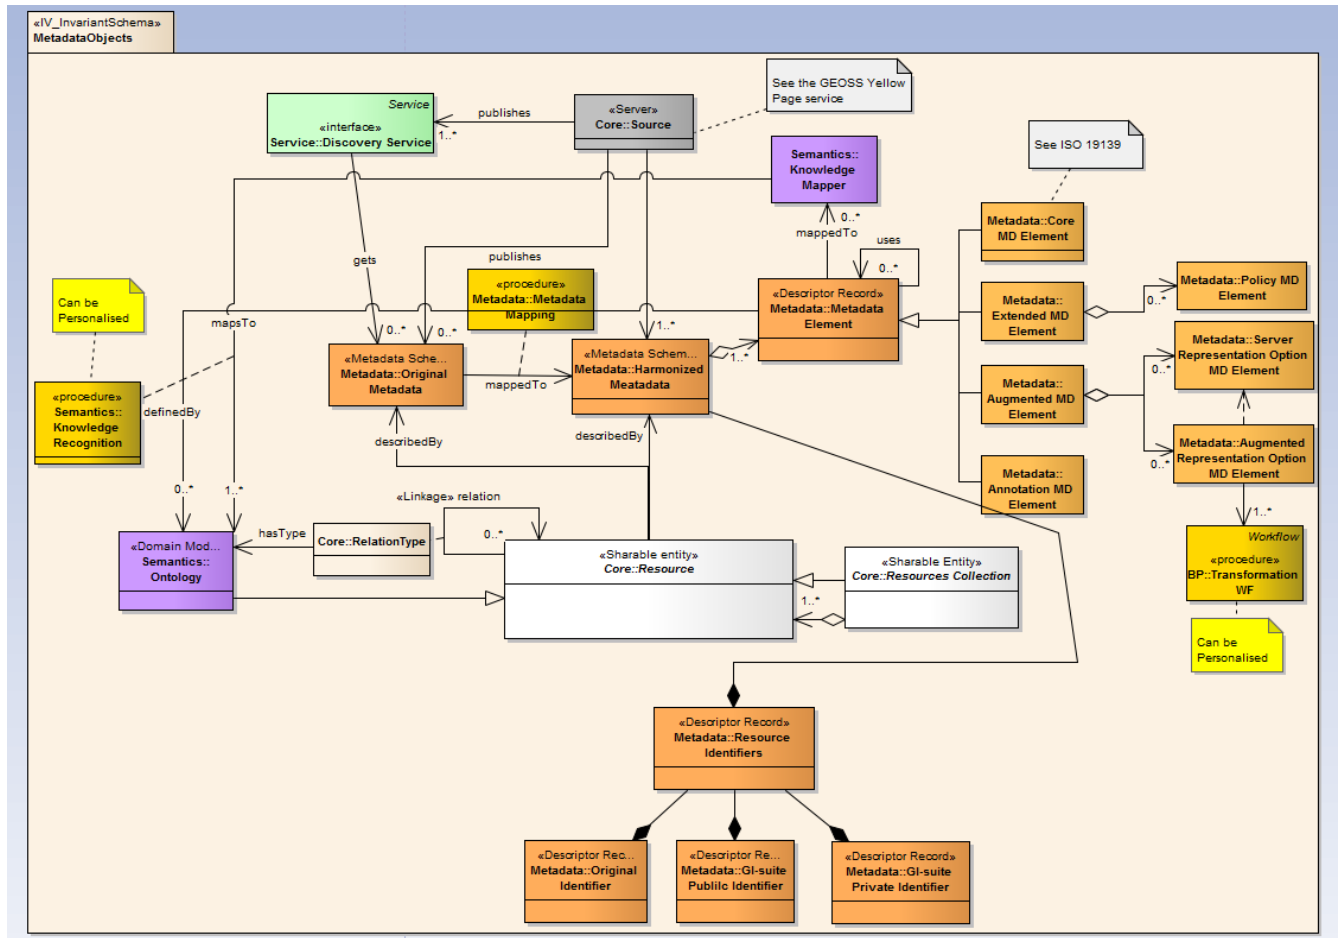 «IV_InvariantSchema»
MetadataObjects
See the GEOSS Yellow
Page service
Service
«interface»
Service::Discovery Service
publishes
1..*
«Server»
Core::Source
See ISO 19139
Semantics::
Knowledge
Mapper
0..*
mappedTo
uses
0..*
Metadata::Core
MD Element
gets
publishes
«procedure»
Metadata::Metadata
Mapping
«Descriptor Record»
Metadata::Metadata
Element
Metadata::
Extended MD
Element
0..*
Metadata::Policy MD
Element
Can be
Personalised
mapsTo
0..*
0..*
1..*
«Metadata Sche...
Metadata::Original
Metadata
mappedTo
«Metadata Schem...
Metadata::Harmonized
Meatadata
1..*
Metadata::Server
Representation Option
MD Element
0..*
Metadata::
Augmented MD
Element
«procedure»
Semantics::
Knowledge
Recognition
definedBy
describedBy
describedBy
Metadata::Augmented
Representation Option
MD Element
0..*
Metadata::
Annotation MD
Element
0..*
1..*
«Linkage» relation
0..*
1..*
hasType
Core::RelationType
«Domain Mod...
Semantics::
Ontology
«Sharable entity»
Core::Resource
«Sharable Entity»
Core::Resources Collection
1..*
Workflow
«procedure»
BP::Transformation
WF
Can be
Personalised
«Descriptor Record»
Metadata::Resource
Identifiers
«Descriptor Rec...
Metadata::Original
Identifier
«Descriptor Re...
Metadata::GI-suite
Publilc Identifier
«Descriptor Record»
Metadata::GI-suite
Private Identifier